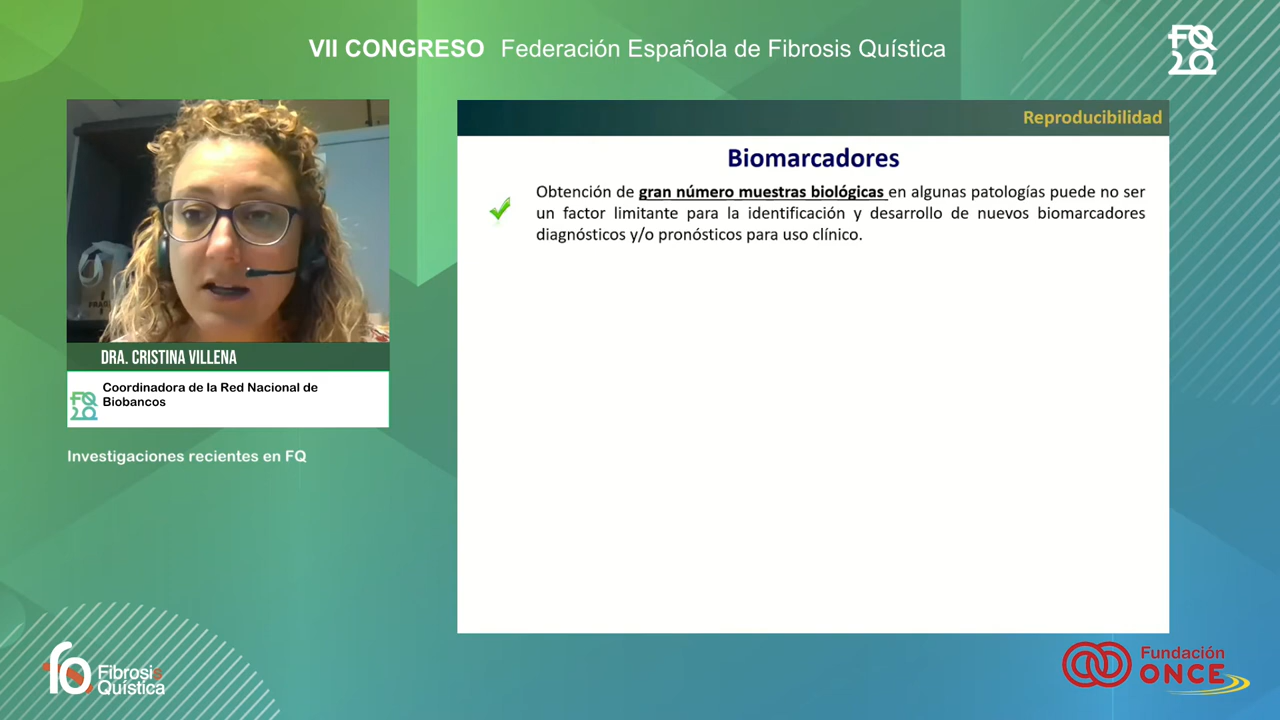 VII CONGRESO Federación Española de Fibrosis Quística
FQ
20
Reproducibilidad
Biomarcadores
Obtención de gran número muestras biológicas en algunas patologías puede no ser
un factor limitante para la identificación y desarrollo de nuevos biomarcadores
diagnósticos y/o pronósticos para uso clínico.
DRA. CRISTINA VILLENA
FQ
20
Coordinadora de la Red Nacional de
Biobancos
Investigaciones recientes en FQ
fq Fibrosis
Quística
Fundación
ONCE